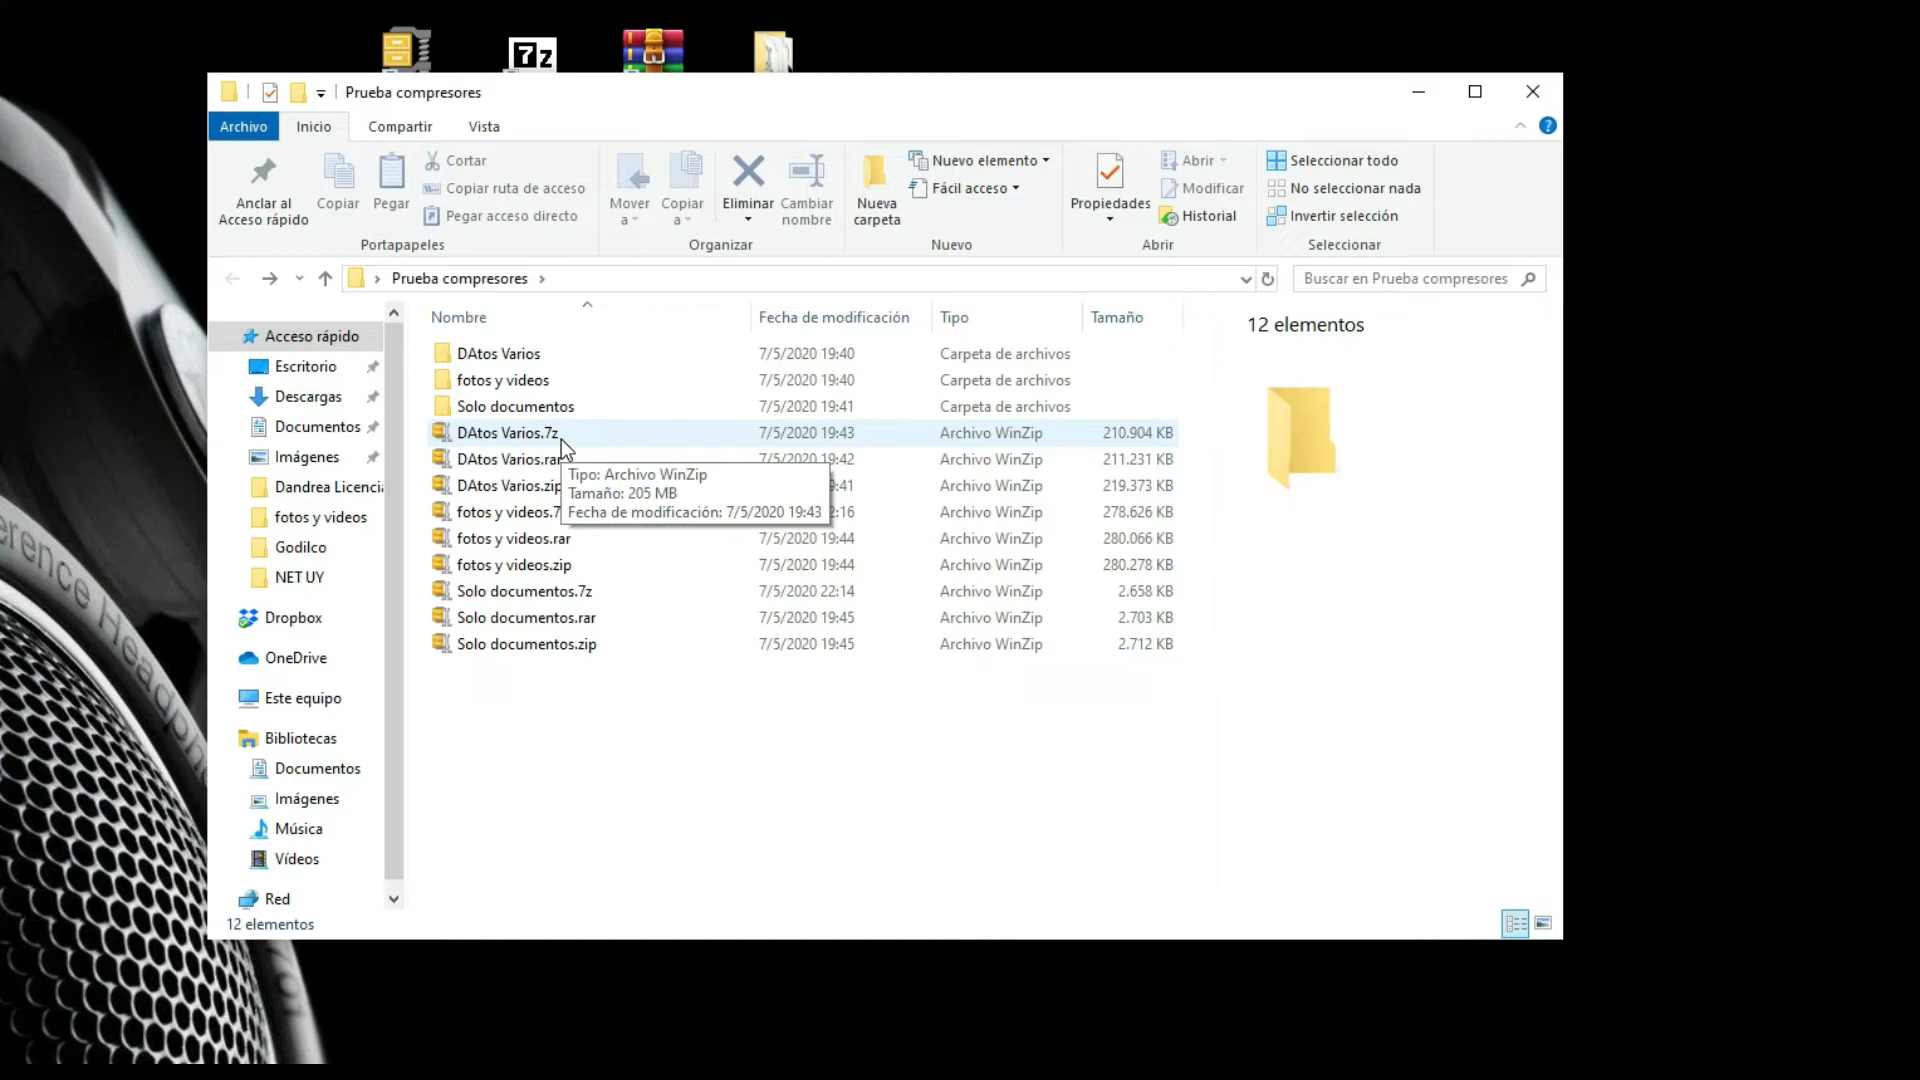 7z
Prueba compresores
Archivo Inicio Compartir Vista
Anclar al Acceso rápido
Copiar
Pegar
Cortar
Copiar ruta de acceso
Pegar acceso directo
Portapapeles
Mover a
Copiar a
Eliminar
Cambiar nombre
Organizar
Nueva carpeta
Nuevo elemento
Fácil acceso
Nuevo
Propiedades
Abrir
Modificar
Historial
Abrir
Seleccionar todo
No seleccionar nada
Invertir selección
Seleccionar
Prueba compresores
Buscar en Prueba compresores
Acceso rápido
Escritorio
Descargas
Documentos
Imágenes
Dandrea Licencia
fotos y videos
Godilco
NET UY
Dropbox
OneDrive
Este equipo
Bibliotecas
Documentos
Imágenes
Música
Vídeos
Red
12 elementos
Nombre Fecha de modificación Tipo Tamaño
DAtos Varios 7/5/2020 19:40 Carpeta de archivos
fotos y videos 7/5/2020 19:40 Carpeta de archivos
Solo documentos 7/5/2020 19:41 Carpeta de archivos
DAtos Varios.7z 7/5/2020 19:43 Archivo WinZip 210.904 KB
DAtos Varios.rar 7/5/2020 19:42 Archivo WinZip 211.231 KB
DAtos Varios.zip 9:41 Archivo WinZip 219.373 KB
fotos y videos.7 2:16 Archivo WinZip 278.626 KB
fotos y videos.rar 7/5/2020 19:44 Archivo WinZip 280.066 KB
fotos y videos.zip 7/5/2020 19:44 Archivo WinZip 280.278 KB
Solo documentos.7z 7/5/2020 22:14 Archivo WinZip 2.658 KB
Solo documentos.rar 7/5/2020 19:45 Archivo WinZip 2.703 KB
Solo documentos.zip 7/5/2020 19:45 Archivo WinZip 2.712 KB
Tipo: Archivo WinZip
Tamaño: 205 MB
Fecha de modificación: 7/5/2020 19:43
12 elementos
erence Headpho